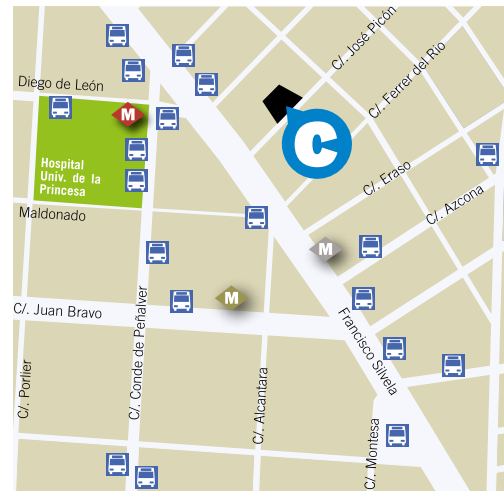 C/. José Picón
C/. Ferrer del Río
Diego de León
M
C
Hospital
Univ. de la
Princesa
C/. Eraso
C/. Azcona
Maldonado
M
M
C/. Juan Bravo
Francisco Silvela
C/. Porlier
C/. Conde de Peñalver
C/. Alcantara
C/. Montesa